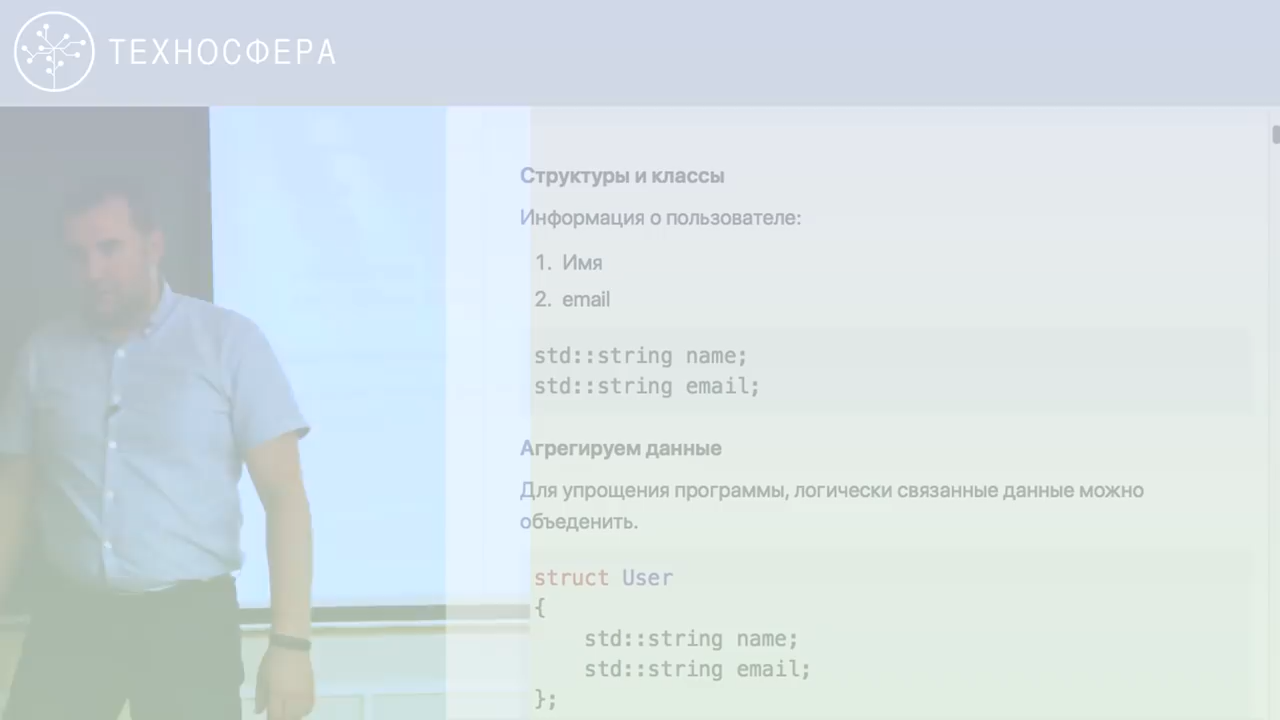 ТЕХНОСФЕРА
Структуры и классы
Информация о пользователе:
1. Имя
2. email
std::string name;
std::string email;
Агрегируем данные
Для упрощения программы, логически связанные данные можно
объеденить.
struct User
{
    std::string name;
    std::string email;
};